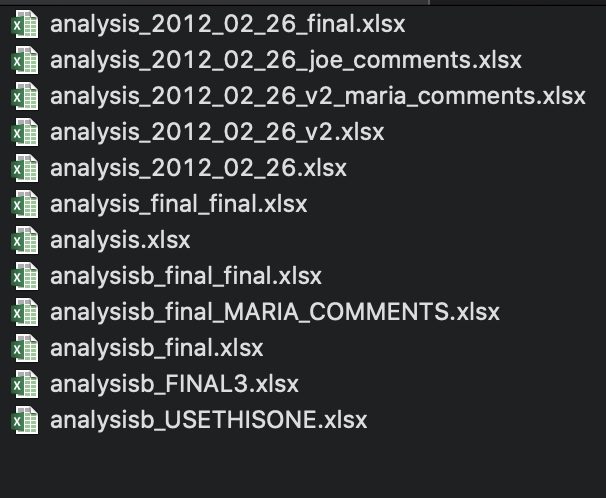 analysis_2012_02_26_final.xlsx
analysis_2012_02_26_joe_comments.xlsx
analysis_2012_02_26_v2_maria_comments.xlsx
analysis_2012_02_26_v2.xlsx
analysis_2012_02_26.xlsx
analysis_final_final.xlsx
analysis.xlsx
analysisb_final_final.xlsx
analysisb_final_MARIA_COMMENTS.xlsx
analysisb_final.xlsx
analysisb_FINAL3.xlsx
analysisb_USETHISONE.xlsx